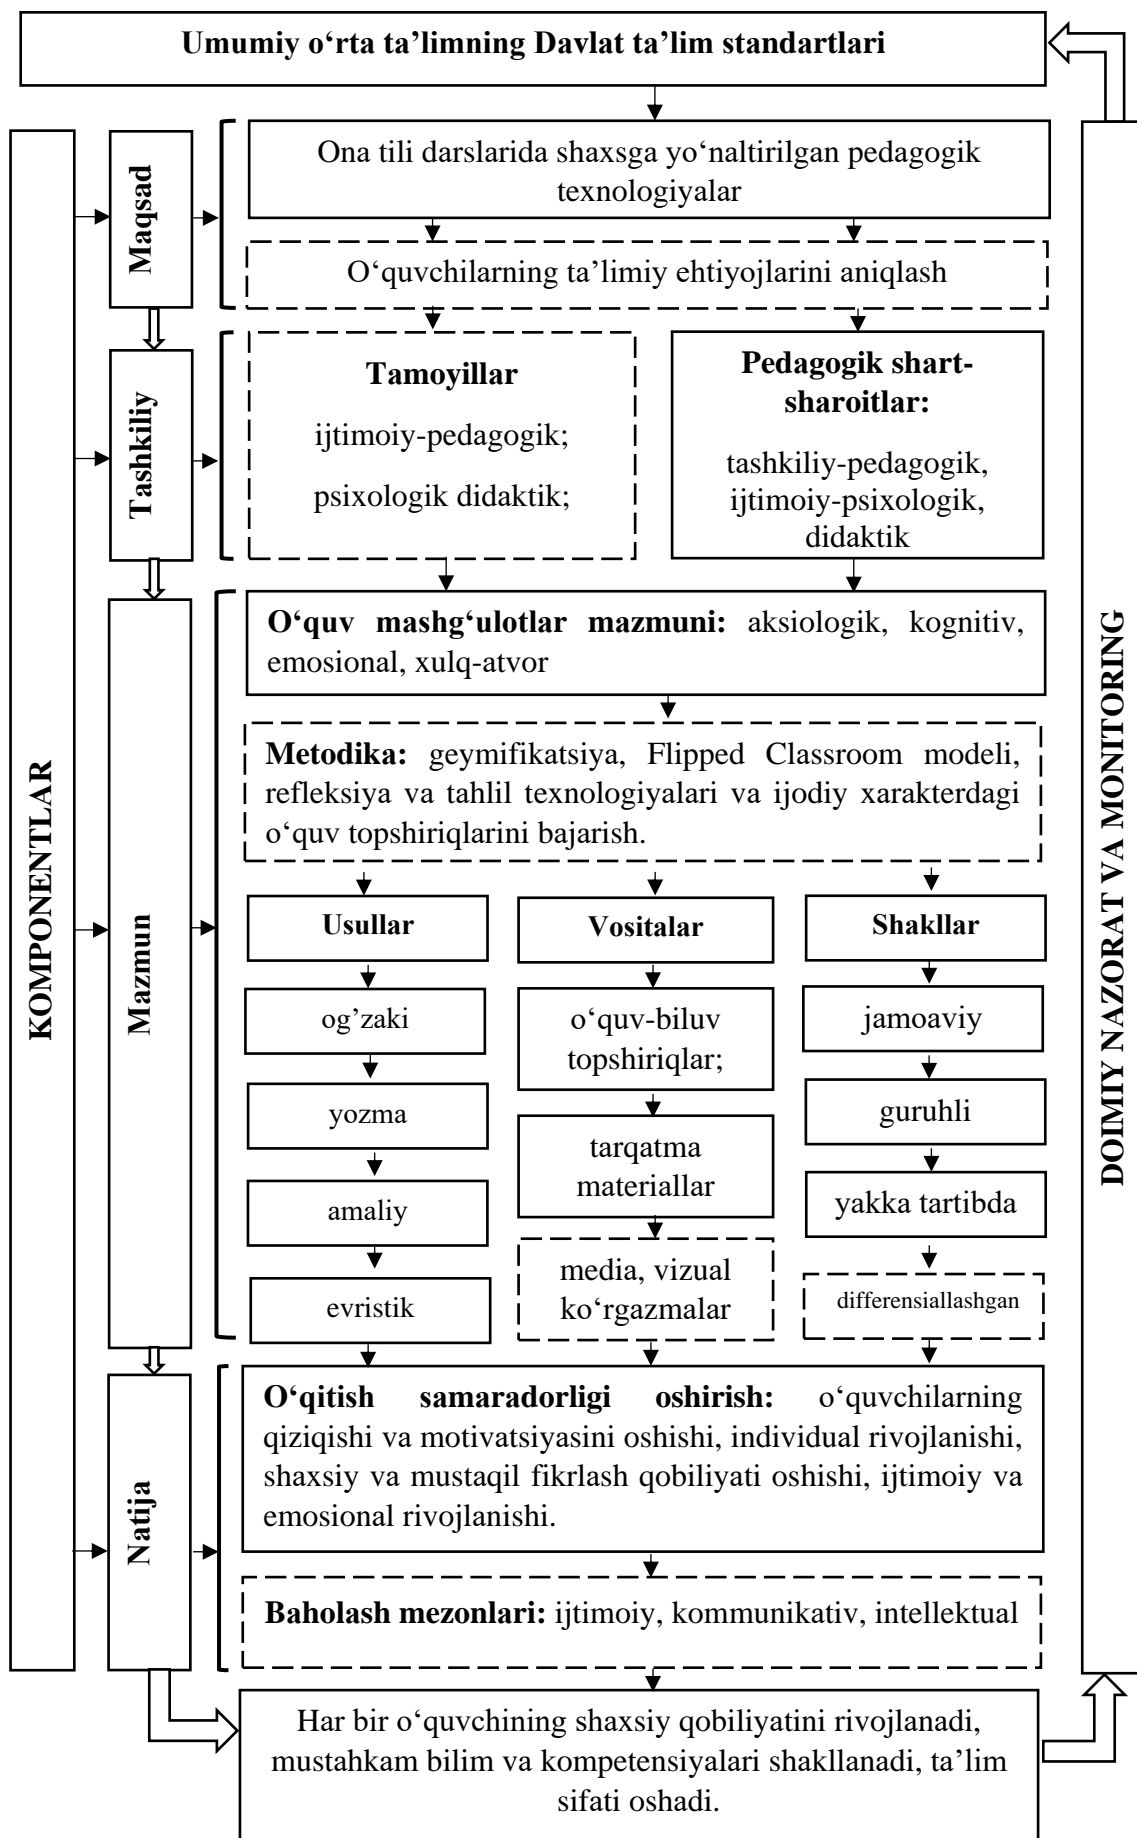 Umumiy o‘rta ta’limning Davlat ta’lim standartlari
KOMPONENTLAR
Maqsad
Ona tili darslarida shaxsga yo‘naltirilgan pedagogik
texnologiyalar
O‘quvchilarning ta’limiy ehtiyojlarini aniqlash
Tashkiliy
Tamoyillar
ijtimoiy-pedagogik;
psixologik didaktik;
Pedagogik shart-
sharoitlar:
tashkiliy-pedagogik,
ijtimoiy-psixologik,
didaktik
Mazmun
O‘quv mashg‘ulotlar mazmuni: aksiologik, kognitiv,
emosional, xulq-atvor
Metodika: geymifikatsiya, Flipped Classroom modeli,
refleksiya va tahlil texnologiyalari va ijodiy xarakterdagi
o‘quv topshiriqlarini bajarish.
Usullar
og’zaki
yozma
amaliy
evristik
Vositalar
o‘quv-biluv
topshiriqlar;
tarqatma
materiallar
media, vizual
ko‘rgazmalar
Shakllar
jamoaviy
guruhli
yakka tartibda
differensiallashgan
Natija
O‘qitish samaradorligi oshirish: o‘quvchilarning
qiziqishi va motivatsiyasini oshishi, individual rivojlanishi,
shaxsiy va mustaqil fikrlash qobiliyati oshishi, ijtimoiy va
emosional rivojlanishi.
Baholash mezonlari: ijtimoiy, kommunikativ, intellektual
Har bir o‘quvchining shaxsiy qobiliyatini rivojlanadi,
mustahkam bilim va kompetensiyalari shakllanadi, ta’lim
sifati oshadi.
DOIMIY NAZORAT VA MONITORING